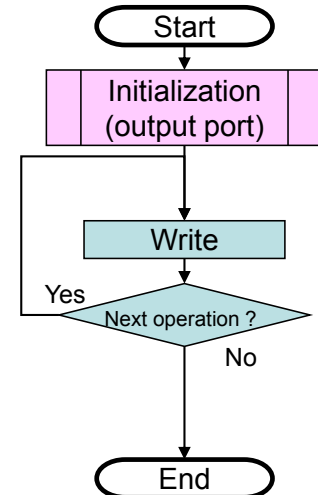 Start
Initialization
(output port)
Write
Yes
Next operation ?
No
End